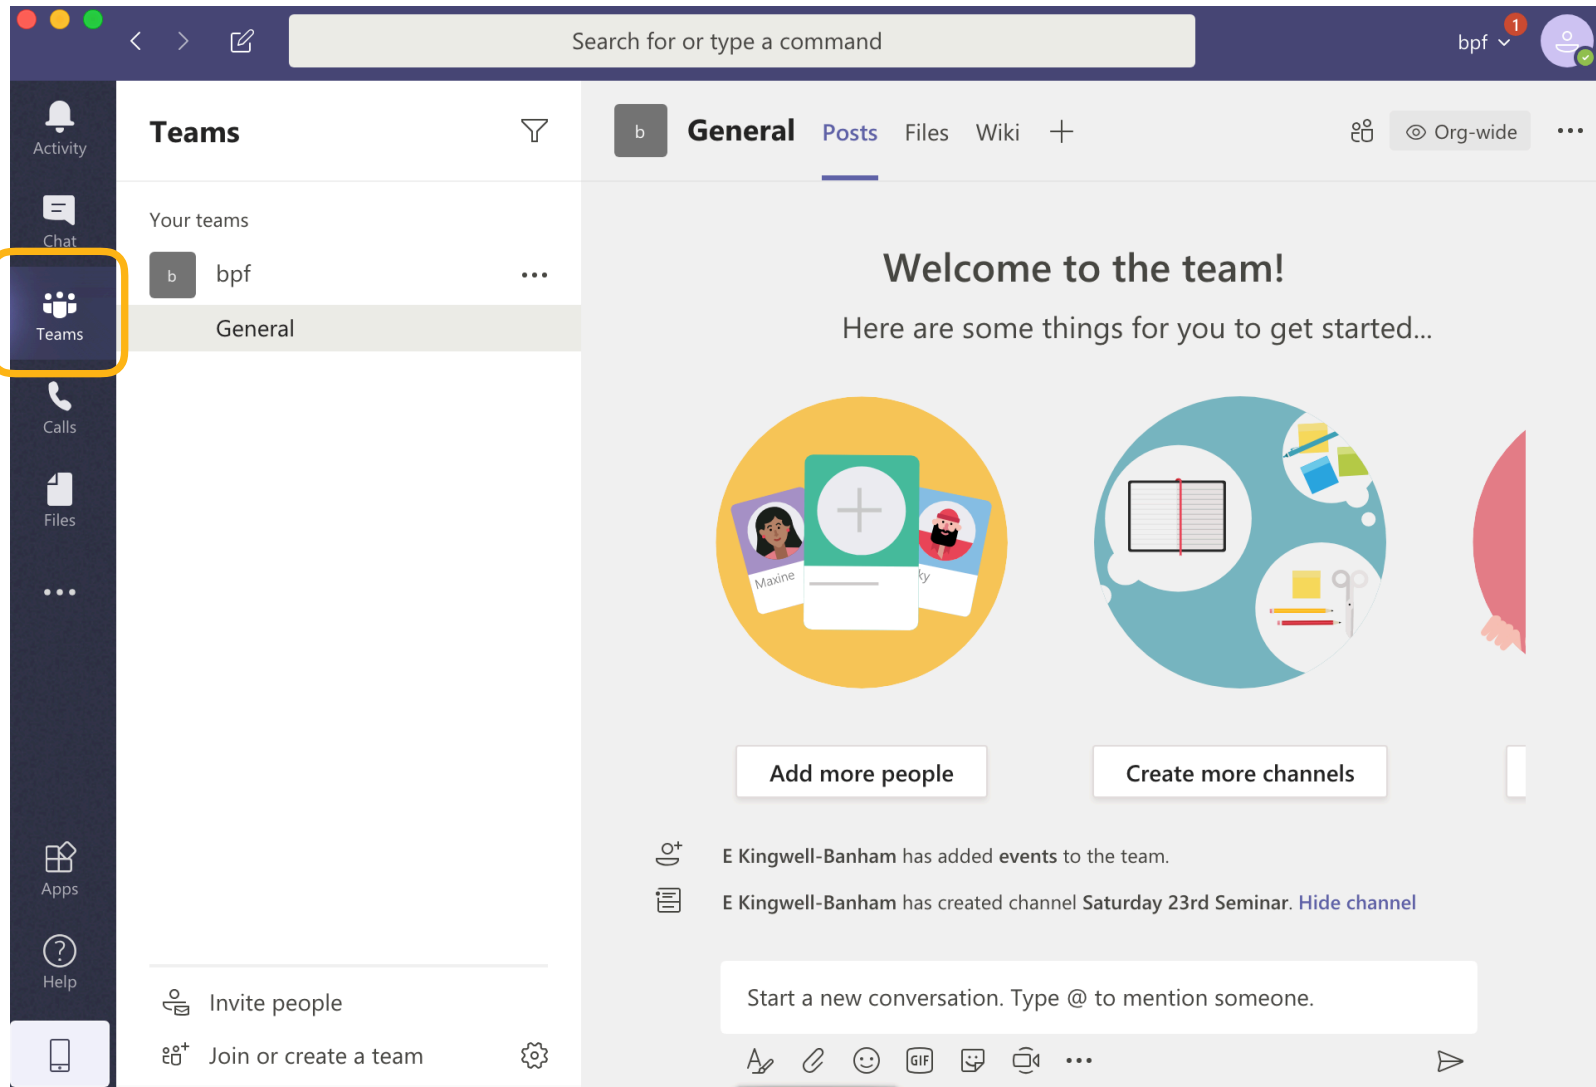 Search for or type a command
bpf
1
Activity
Chat
Teams
Calls
Files
Apps
Help
Teams
Your teams
b bpf
General
Invite people
Join or create a team
b General Posts Files Wiki
Org-wide
Welcome to the team!
Here are some things for you to get started...
Maxine
ky
Add more people
Create more channels
E Kingwell-Banham has added events to the team.
E Kingwell-Banham has created channel Saturday 23rd Seminar. Hide channel
Start a new conversation. Type @ to mention someone.
GIF